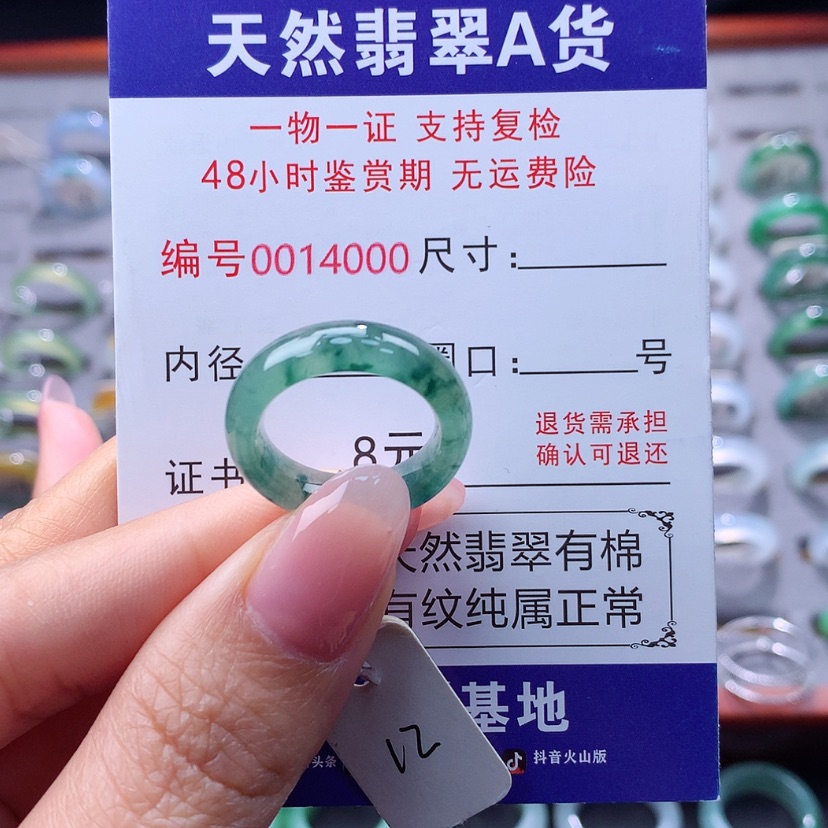 天然翡翠A货
一物一证 支持复检
48小时鉴赏期 无运费险
编号0014000 尺寸:
内径 圈口: 号
退货需承担
确认可退还
证书 8元
天然翡翠有棉
有纹纯属正常
基地
头条 抖音火山版
12